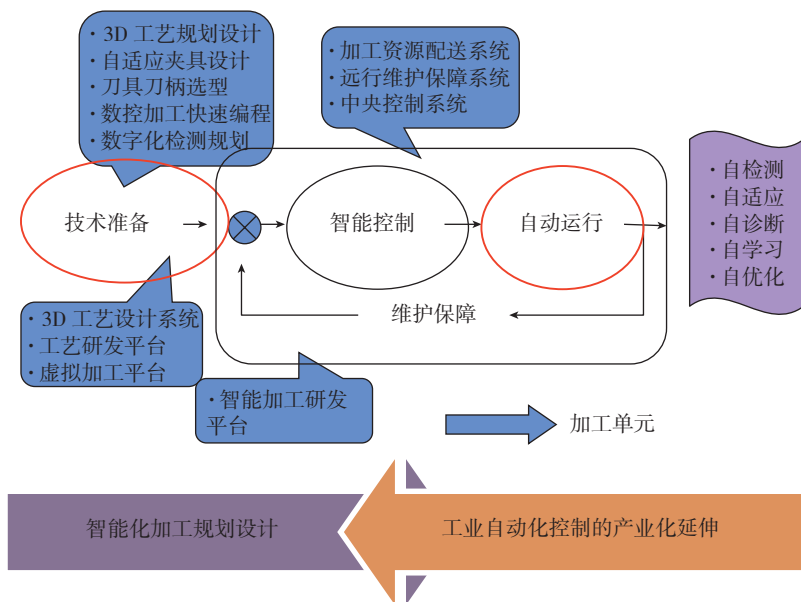 · 3D 工艺规划设计
· 自适应夹具设计
· 刀具刀柄选型
· 数控加工快速编程
· 数字化检测规划
· 加工资源配送系统
· 远行维护保障系统
· 中央控制系统
· 自检测
· 自适应
· 自诊断
· 自学习
· 自优化
技术准备
智能控制
自动运行
维护保障
· 3D 工艺设计系统
· 工艺研发平台
· 虚拟加工平台
· 智能加工研发
平台
加工单元
智能化加工规划设计
工业自动化控制的产业化延伸